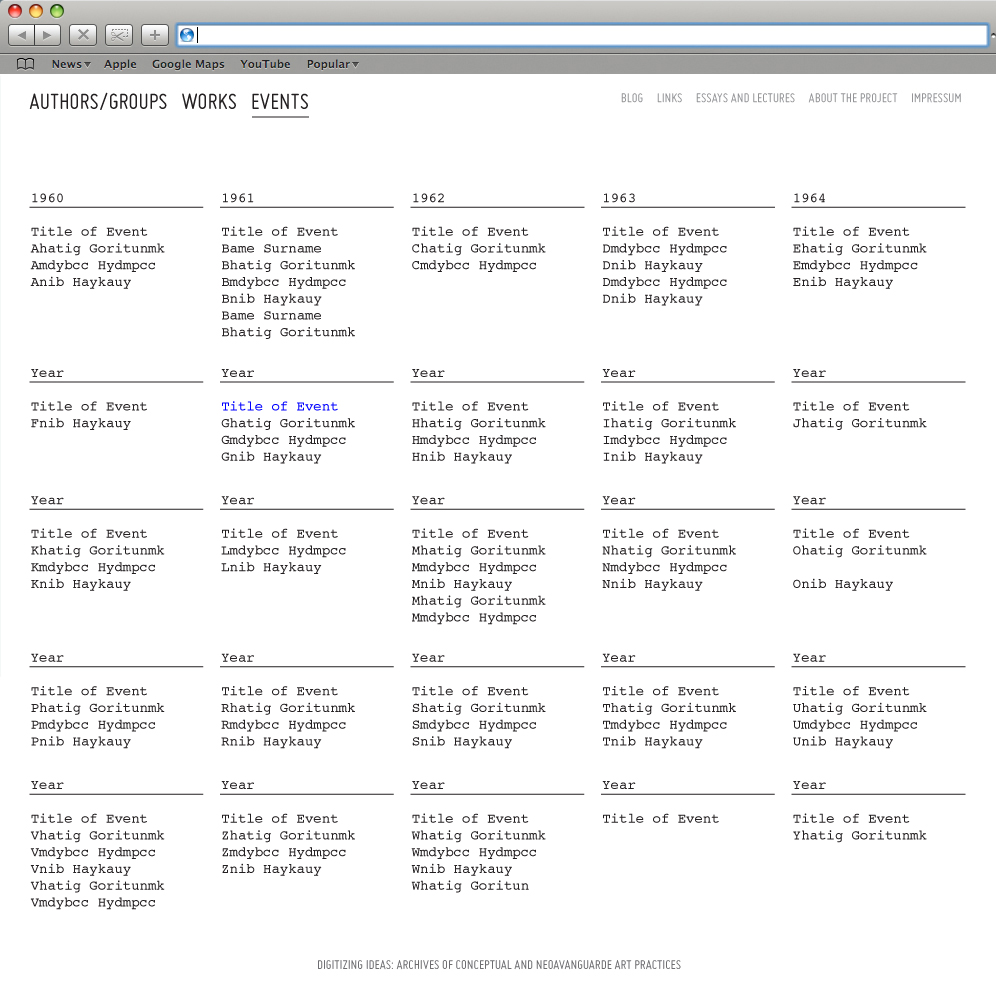 News Apple Google Maps YouTube Popular
AUTHORS/GROUPS WORKS EVENTS
BLOG LINKS ESSAYS AND LECTURES ABOUT THE PROJECT IMPRESSUM
1960
Title of Event
Ahatig Goritunmk
Amdybcc Hydmpcc
Anib Haykauy
1961
Title of Event
Bame Surname
Bhatig Goritunmk
Bmdybcc Hydmpcc
Bnib Haykauy
Bame Surname
Bhatig Goritunmk
1962
Title of Event
Chatig Goritunmk
Cmdybcc Hydmpcc
1963
Title of Event
Dmdybcc Hydmpcc
Dnib Haykauy
Dmdybcc Hydmpcc
Dnib Haykauy
1964
Title of Event
Ehatig Goritunmk
Emdybcc Hydmpcc
Enib Haykauy
Year
Title of Event
Fnib Haykauy
Year
Title of Event
Ghatig Goritunmk
Gmdybcc Hydmpcc
Gnib Haykauy
Year
Title of Event
Hhatig Goritunmk
Hmdybcc Hydmpcc
Hnib Haykauy
Year
Title of Event
Ihatig Goritunmk
Imdybcc Hydmpcc
Inib Haykauy
Year
Title of Event
Jhatig Goritunmk
Year
Title of Event
Khatig Goritunmk
Kmdybcc Hydmpcc
Knib Haykauy
Year
Title of Event
Lmdybcc Hydmpcc
Lnib Haykauy
Year
Title of Event
Mhatig Goritunmk
Mmdybcc Hydmpcc
Mnib Haykauy
Mhatig Goritunmk
Mmdybcc Hydmpcc
Year
Title of Event
Nhatig Goritunmk
Nmdybcc Hydmpcc
Nnib Haykauy
Year
Title of Event
Ohatig Goritunmk
Onib Haykauy
Year
Title of Event
Phatig Goritunmk
Pmdybcc Hydmpcc
Pnib Haykauy
Year
Title of Event
Rhatig Goritunmk
Rmdybcc Hydmpcc
Rnib Haykauy
Year
Title of Event
Shatig Goritunmk
Smdybcc Hydmpcc
Snib Haykauy
Year
Title of Event
Thatig Goritunmk
Tmdybcc Hydmpcc
Tnib Haykauy
Year
Title of Event
Uhatig Goritunmk
Umdybcc Hydmpcc
Unib Haykauy
Year
Title of Event
Vhatig Goritunmk
Vmdybcc Hydmpcc
Vnib Haykauy
Vhatig Goritunmk
Vmdybcc Hydmpcc
Year
Title of Event
Zhatig Goritunmk
Zmdybcc Hydmpcc
Znib Haykauy
Year
Title of Event
Whatig Goritunmk
Wmdybcc Hydmpcc
Wnib Haykauy
Whatig Goritun
Year
Title of Event
Year
Title of Event
Yhatig Goritunmk
DIGITIZING IDEAS: ARCHIVES OF CONCEPTUAL AND NEOAVANGUARDE ART PRACTICES